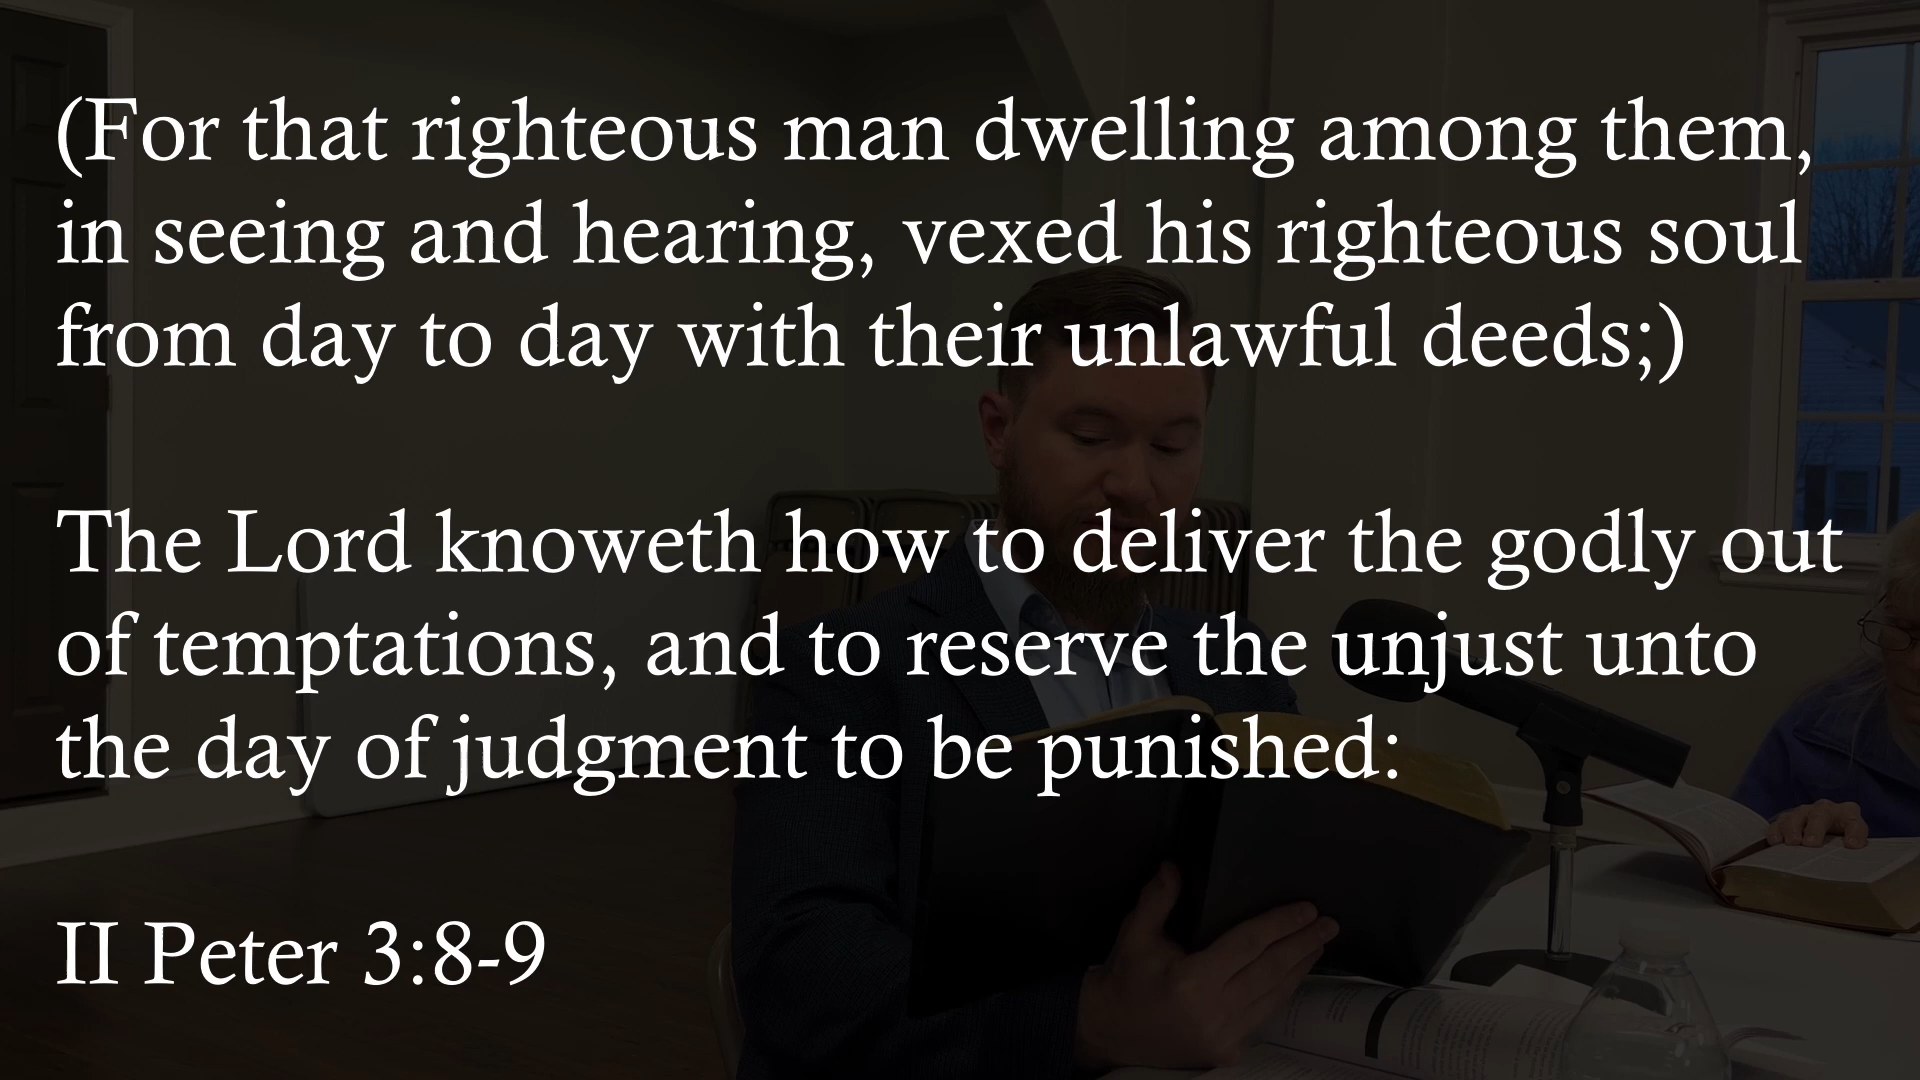 (For that righteous man dwelling among them,
in seeing and hearing, vexed his righteous soul
from day to day with their unlawful deeds;)
The Lord knoweth how to deliver the godly out
of temptations, and to reserve the unjust unto
the day of judgment to be punished:
II Peter 3:8-9